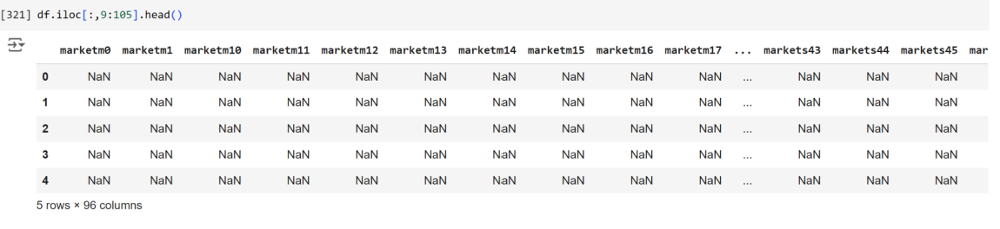 [321] df.iloc[:,9:105].head()
marketm0 marketm1 marketm10 marketm11 marketm12 marketm13 marketm14 marketm15 marketm16 marketm17 ... markets43 markets44 markets45 mar
0 NaN NaN NaN NaN NaN NaN NaN NaN NaN NaN ... NaN NaN NaN
1 NaN NaN NaN NaN NaN NaN NaN NaN NaN NaN ... NaN NaN NaN
2 NaN NaN NaN NaN NaN NaN NaN NaN NaN NaN ... NaN NaN NaN
3 NaN NaN NaN NaN NaN NaN NaN NaN NaN NaN ... NaN NaN NaN
4 NaN NaN NaN NaN NaN NaN NaN NaN NaN NaN ... NaN NaN NaN
5 rows × 96 columns